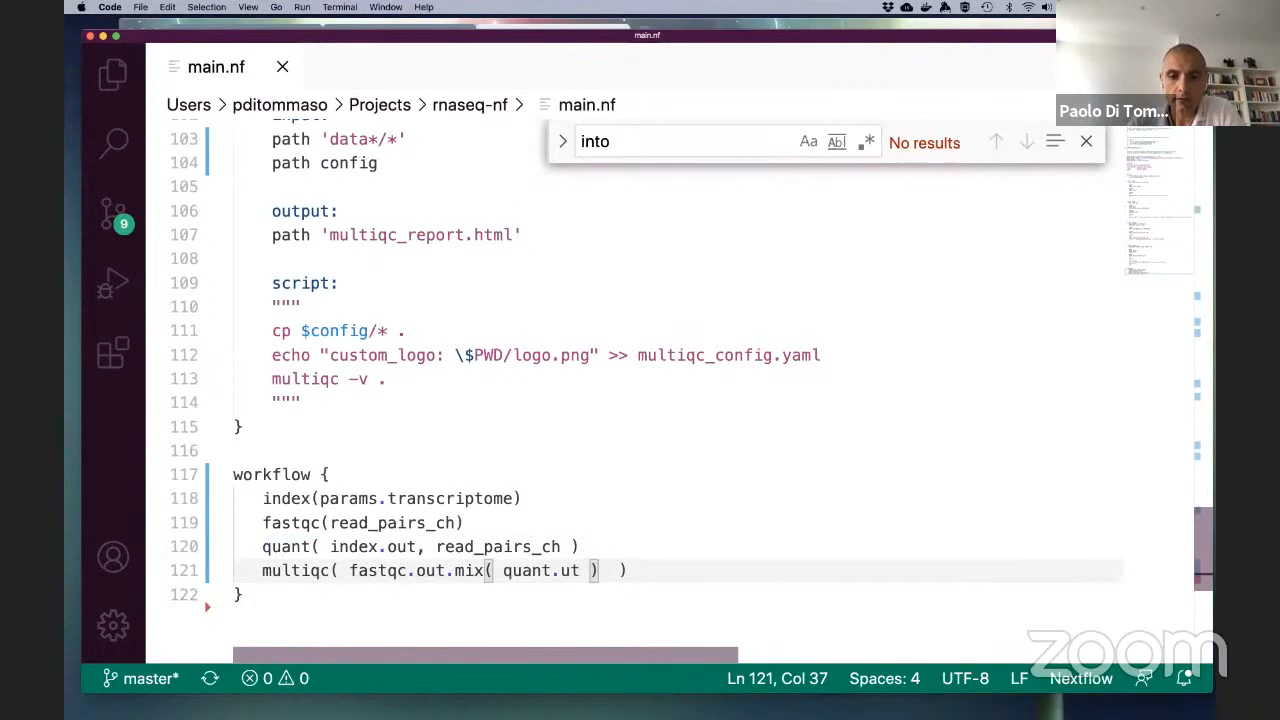 Code File Edit Selection View Go Run Terminal Window Help
main.nf
main.nf
Users > pditommaso > Projects > rnaseq-nf > main.nf
Paolo Di Tom...
into
Aa
Abl
.*
No results
103 path 'data*/*'
104 path config
105
106 output:
107 path 'multiqc_report.html'
108
109 script:
110 """
111 cp $config/* .
112 echo "custom_logo: \$PWD/logo.png" >> multiqc_config.yaml
113 multiqc -v .
114 """
115 }
116
117 workflow {
118 index(params.transcriptome)
119 fastqc(read_pairs_ch)
120 quant( index.out, read_pairs_ch )
121 multiqc( fastqc.out.mix( quant.ut )  )
122 }
9
zoom
master* 0 0 Ln 121, Col 37 Spaces: 4 UTF-8 LF Nextflow